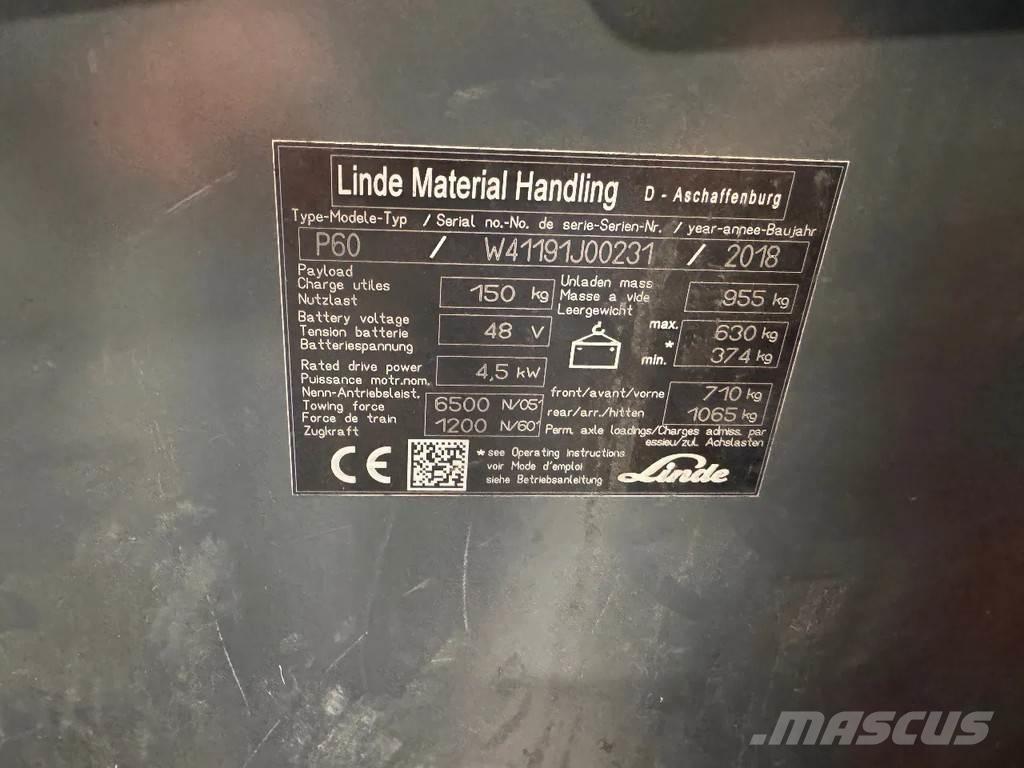 Linde Material Handling D - Aschaffenburg
Type-Modele-Typ / Serial no.-No. de serie-Serien-Nr. / year-annee-Baujahr
P60 / W41191J00231 / 2018
Payload
Charge utiles
Nutzlast
150 kg
Unladen mass
Masse a vide
Leergewicht
955 kg
Battery voltage
Tension batterie
Batteriespannung
48 V
max. 630 kg
*
min. 374 kg
Rated drive power
Puissance motr.nom.
Nenn-Antriebsleist.
4,5 kW
front/avant/vorne 710 kg
rear/arr./hitten 1065 kg
Towing force
Force de train
Zugkraft
6500 N/05'
1200 N/60'
Perm. axle loadings/Charges admiss. par
essieu/zul. Achslasten
CE
*see Operating Instructions
voir Mode d'emploi
siehe Betriebsanleitung
Linde
MASCUS